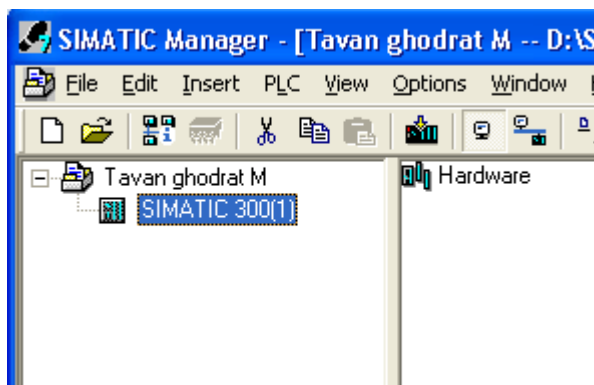 SIMATIC Manager - [Tavan ghodrat M -- D:\S
File Edit Insert PLC View Options Window
Tavan ghodrat M
SIMATIC 300(1)
Hardware